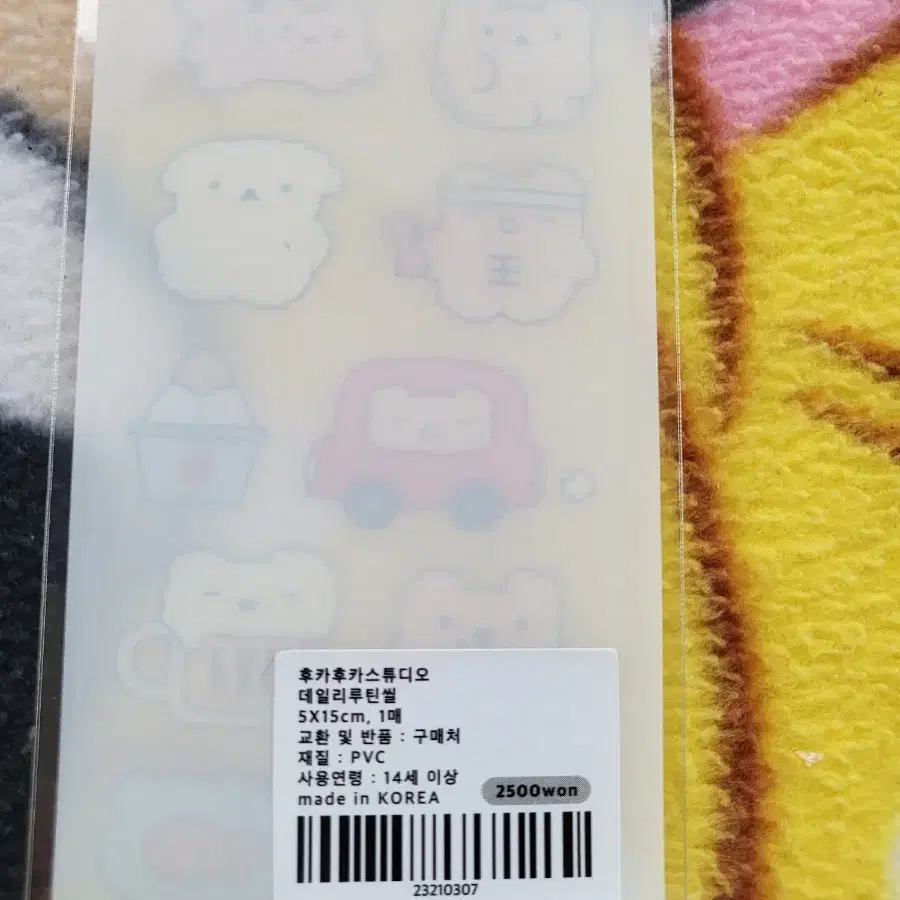 王
후카후카스튜디오
데일리루틴씰
5X15cm, 1매
교환 및 반품 : 구매처
재질 : PVC
사용연령 : 14세 이상
made in KOREA
2500won
23210307